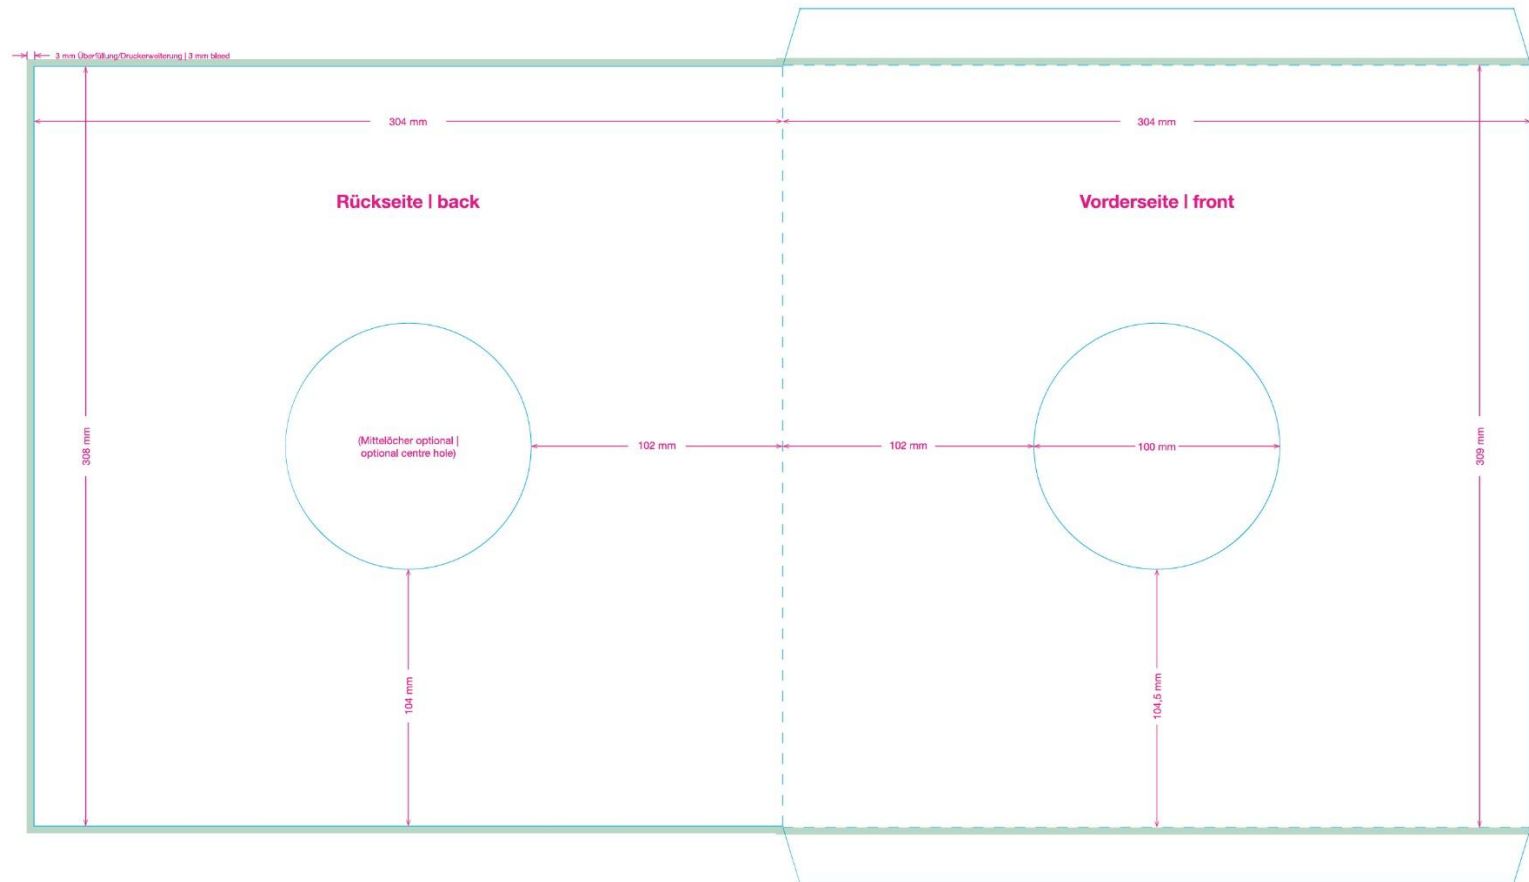 3 mm Überfüllung/Druckerweiterung | 3 mm bleed
304 mm
304 mm
Rückseite | back
Vorderseite | front
308 mm
(Mittelöcher optional |
optional centre hole)
102 mm
102 mm
100 mm
309 mm
104 mm
104,5 mm